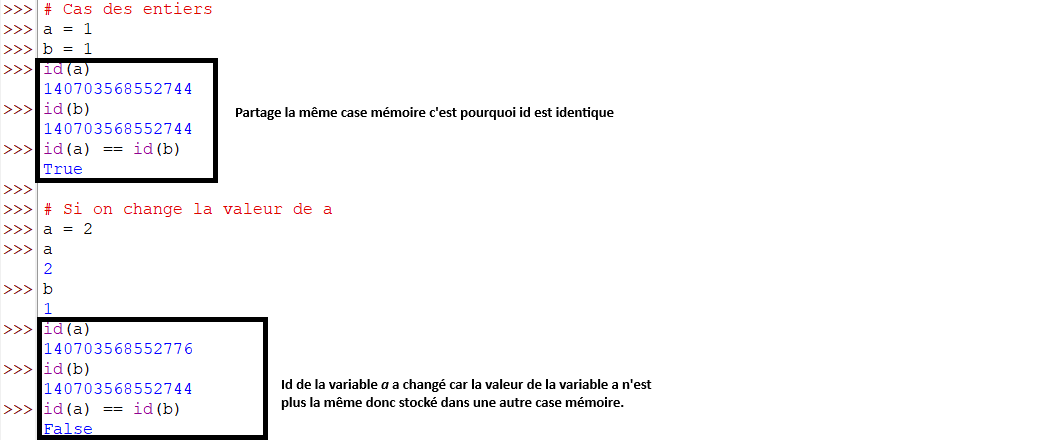 >>> # Cas des entiers
>>> a = 1
>>> b = 1
>>> id(a)
140703568552744
>>> id(b)
140703568552744
>>> id(a) == id(b)
True
Partage la même case mémoire c'est pourquoi id est identique
>>>
>>> # Si on change la valeur de a
>>> a = 2
>>> a
2
>>> b
1
>>> id(a)
140703568552776
>>> id(b)
140703568552744
>>> id(a) == id(b)
False
Id de la variable a a changé car la valeur de la variable a n'est
plus la même donc stocké dans une autre case mémoire.